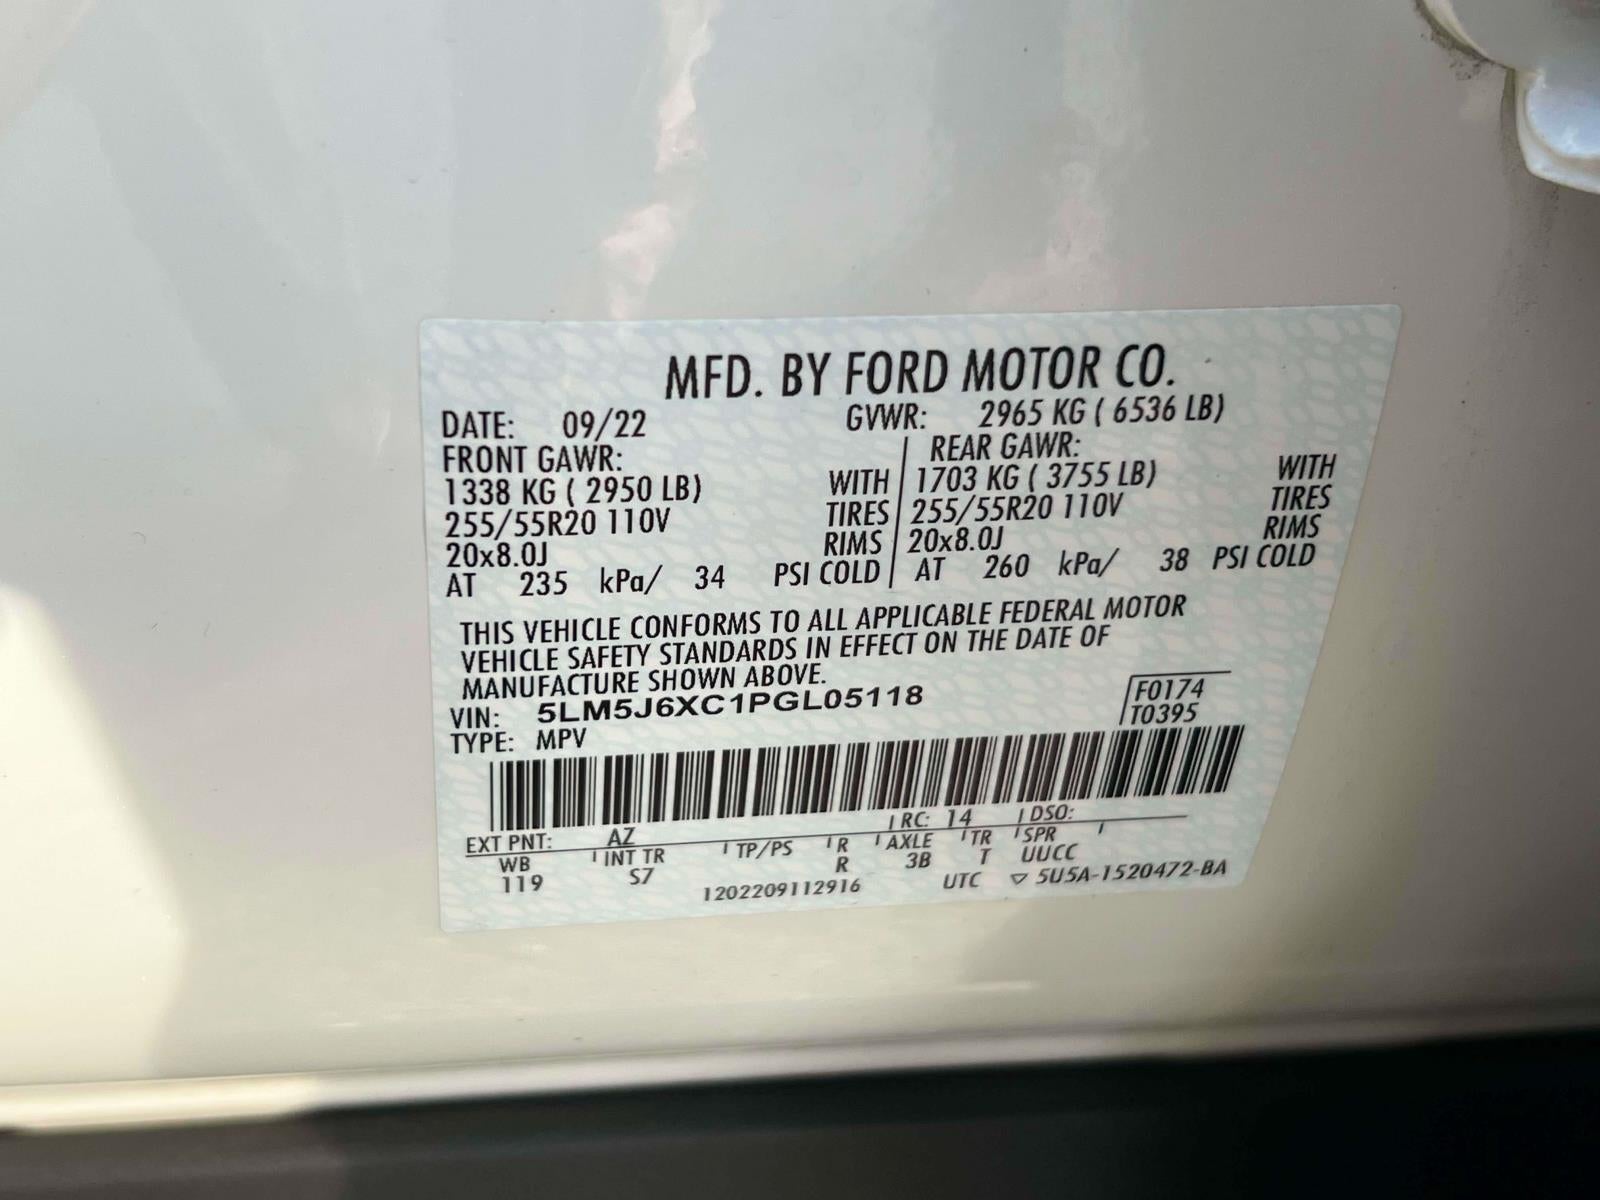 MFD. BY FORD MOTOR CO.
DATE: 09/22 GVWR: 2965 KG ( 6536 LB)
FRONT GAWR: REAR GAWR:
1338 KG ( 2950 LB) WITH 1703 KG ( 3755 LB) WITH
255/55R20 110V TIRES 255/55R20 110V TIRES
20x8.0J RIMS 20x8.0J RIMS
AT 235 kPa/ 34 PSI COLD AT 260 kPa/ 38 PSI COLD
THIS VEHICLE CONFORMS TO ALL APPLICABLE FEDERAL MOTOR
VEHICLE SAFETY STANDARDS IN EFFECT ON THE DATE OF
MANUFACTURE SHOWN ABOVE.
VIN: 5LM5J6XC1PGL05118 F0174
TYPE: MPV T0395
EXT PNT: AZ RC: 14 DSO:
WB INT TR TP/PS R AXLE TR SPR
119 S7 R 3B T UUCC
1202209112916 UTC ▽ 5U5A-1520472-BA